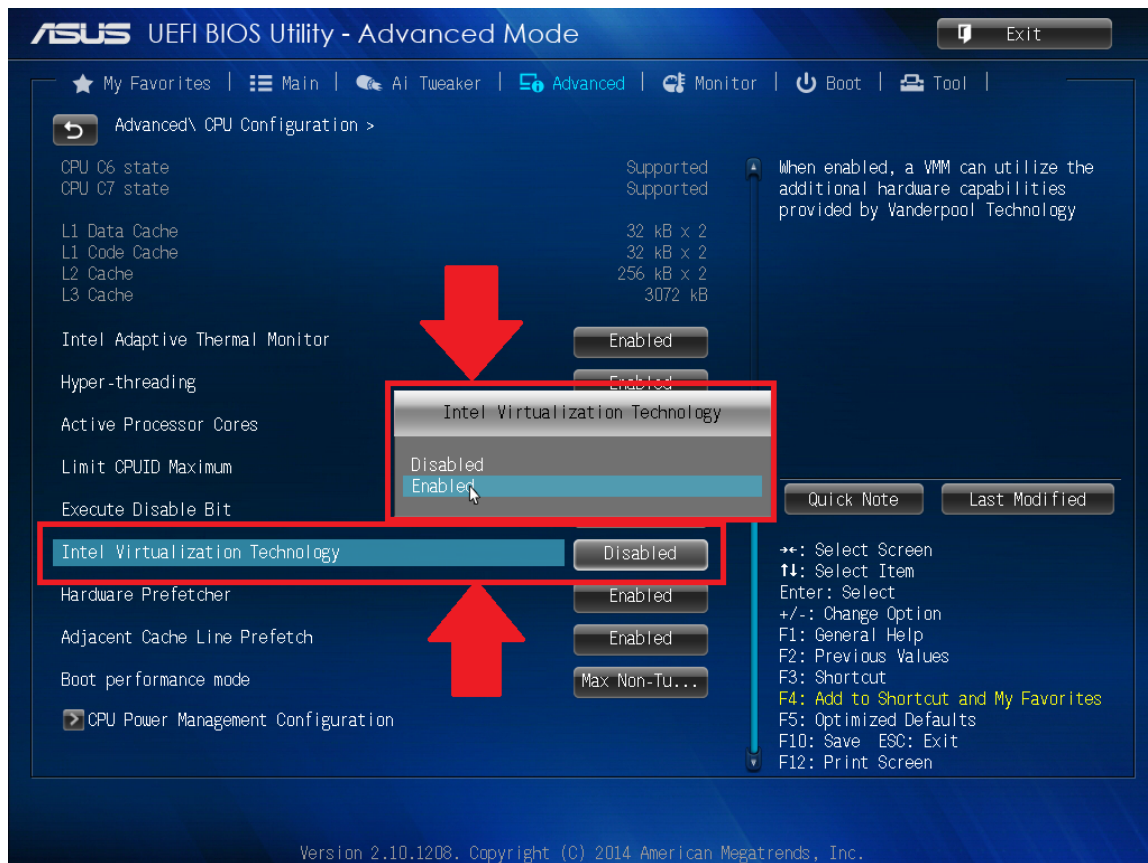 ASUS UEFI BIOS Utility - Advanced Mode
Exit
My Favorites | Main | Ai Tweaker | Advanced | Monitor | Boot | Tool |
Advanced\ CPU Configuration >
CPU C6 state Supported
CPU C7 state Supported
L1 Data Cache 32 kB x 2
L1 Code Cache 32 kB x 2
L2 Cache 256 kB x 2
L3 Cache 3072 kB
Intel Adaptive Thermal Monitor Enabled
Hyper-threading Enabled
Active Processor Cores
Limit CPUID Maximum
Execute Disable Bit
Intel Virtualization Technology Disabled
Hardware Prefetcher Enabled
Adjacent Cache Line Prefetch Enabled
Boot performance mode Max Non-Tu...
> CPU Power Management Configuration
Intel Virtualization Technology
Disabled
Enabled
When enabled, a VMM can utilize the
additional hardware capabilities
provided by Vanderpool Technology
Quick Note Last Modified
→←: Select Screen
↑↓: Select Item
Enter: Select
+/-: Change Option
F1: General Help
F2: Previous Values
F3: Shortcut
F4: Add to Shortcut and My Favorites
F5: Optimized Defaults
F10: Save ESC: Exit
F12: Print Screen
Version 2.10.1208. Copyright (C) 2014 American Megatrends, Inc.